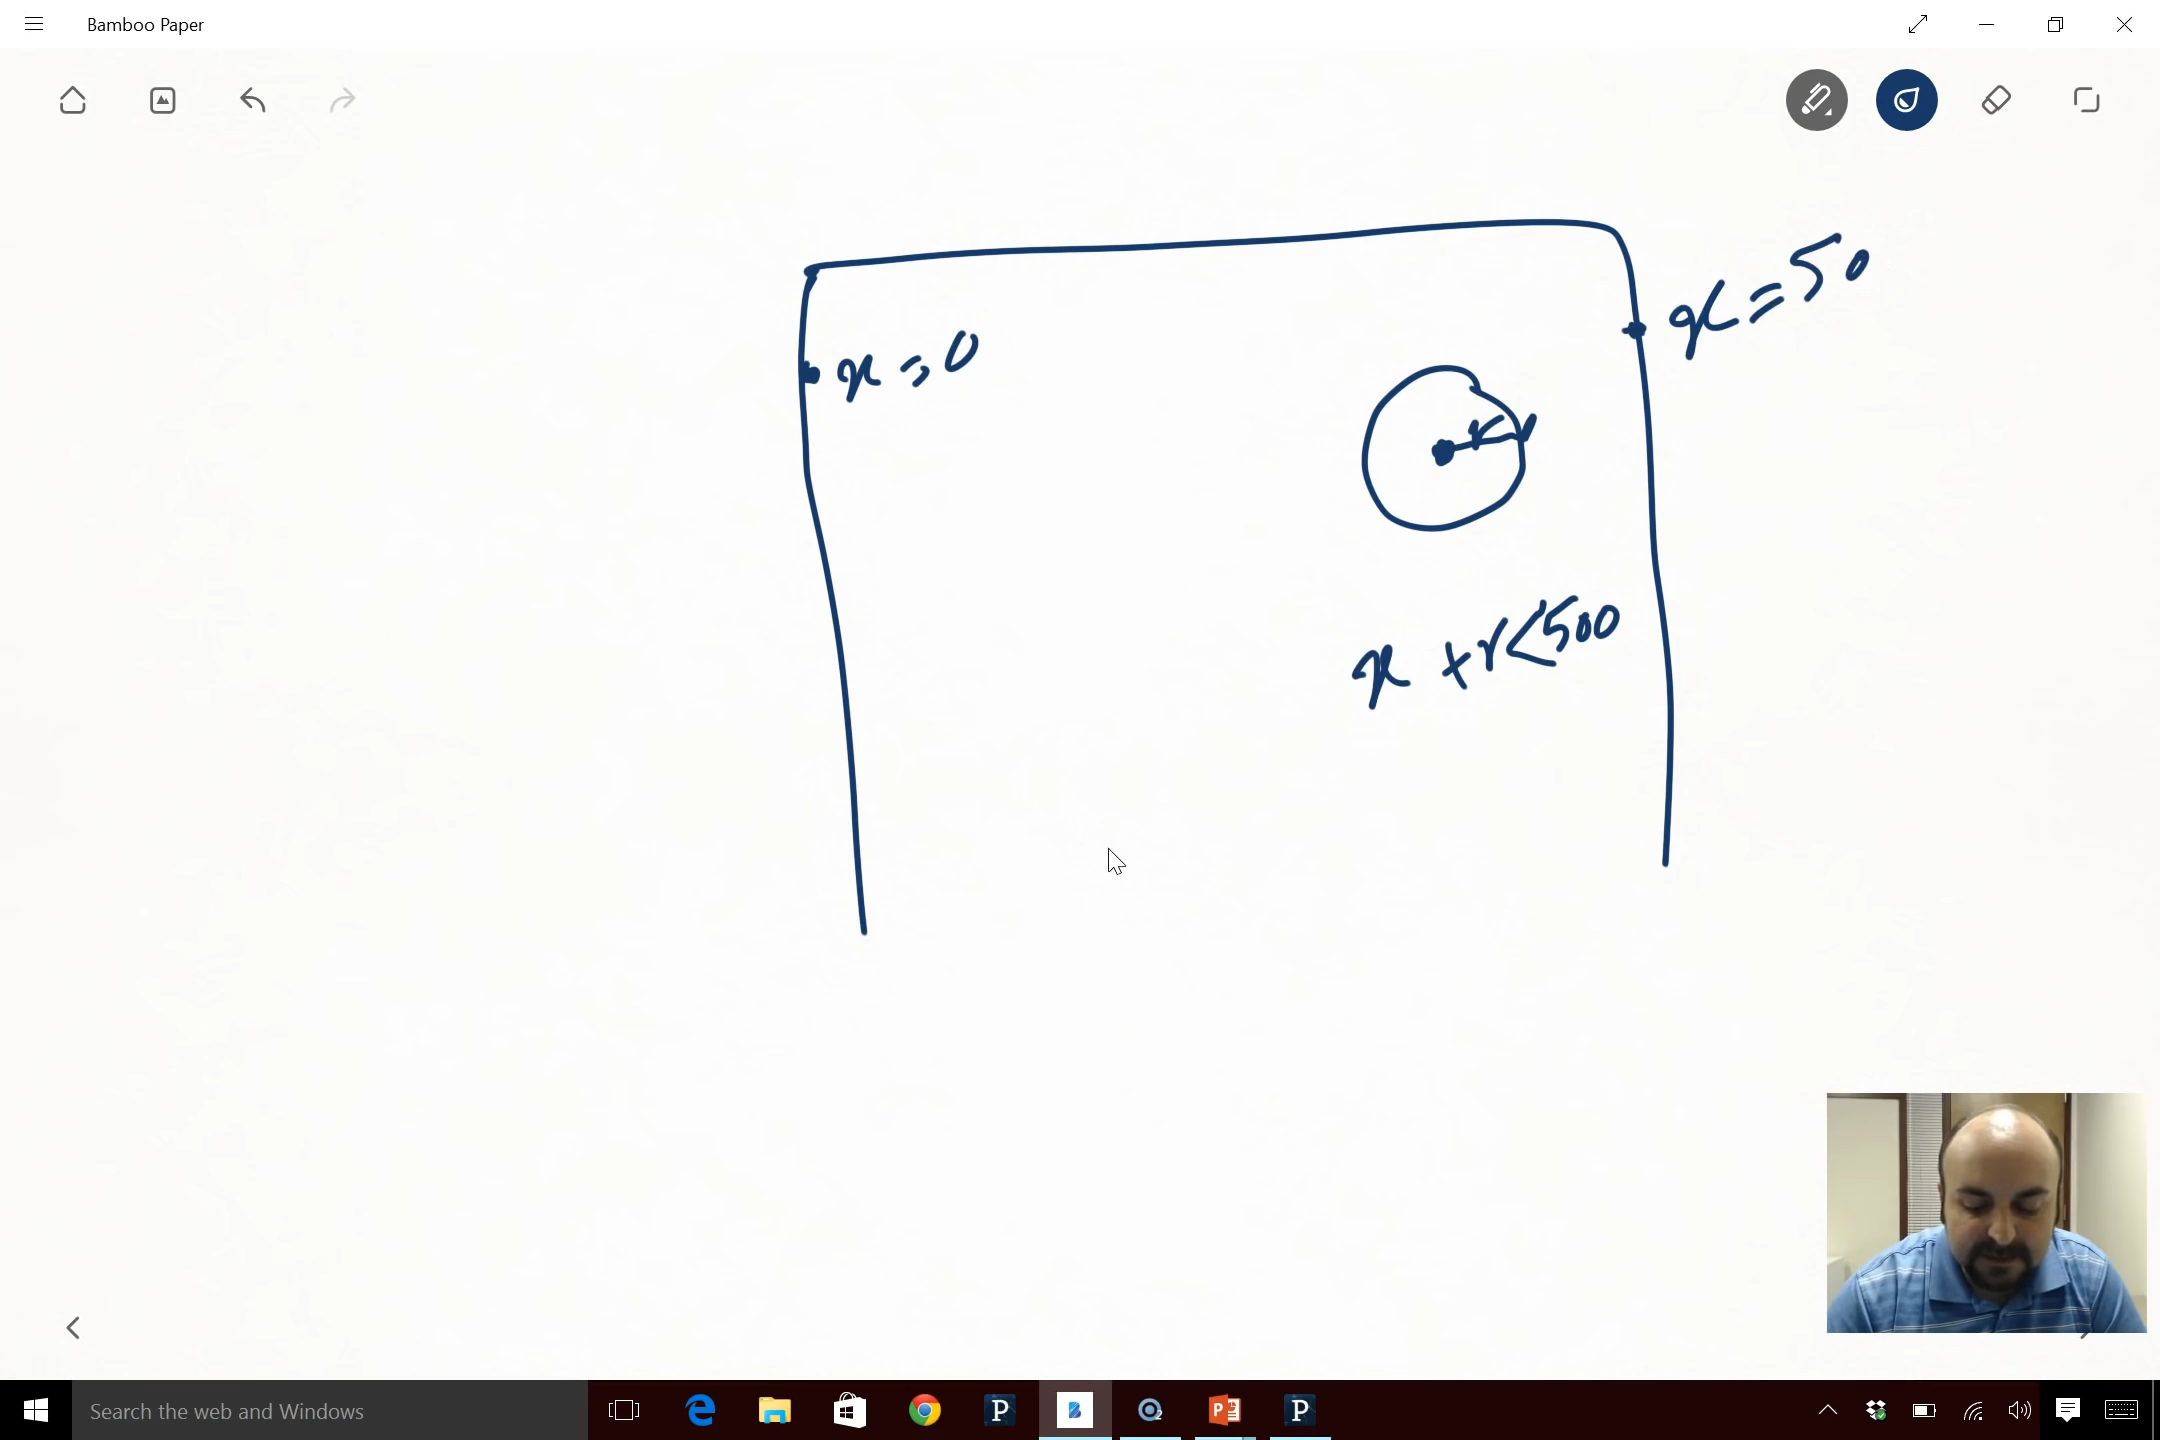 Bamboo Paper
x = 50
x = 0
r
x + r < 500
Search the web and Windows